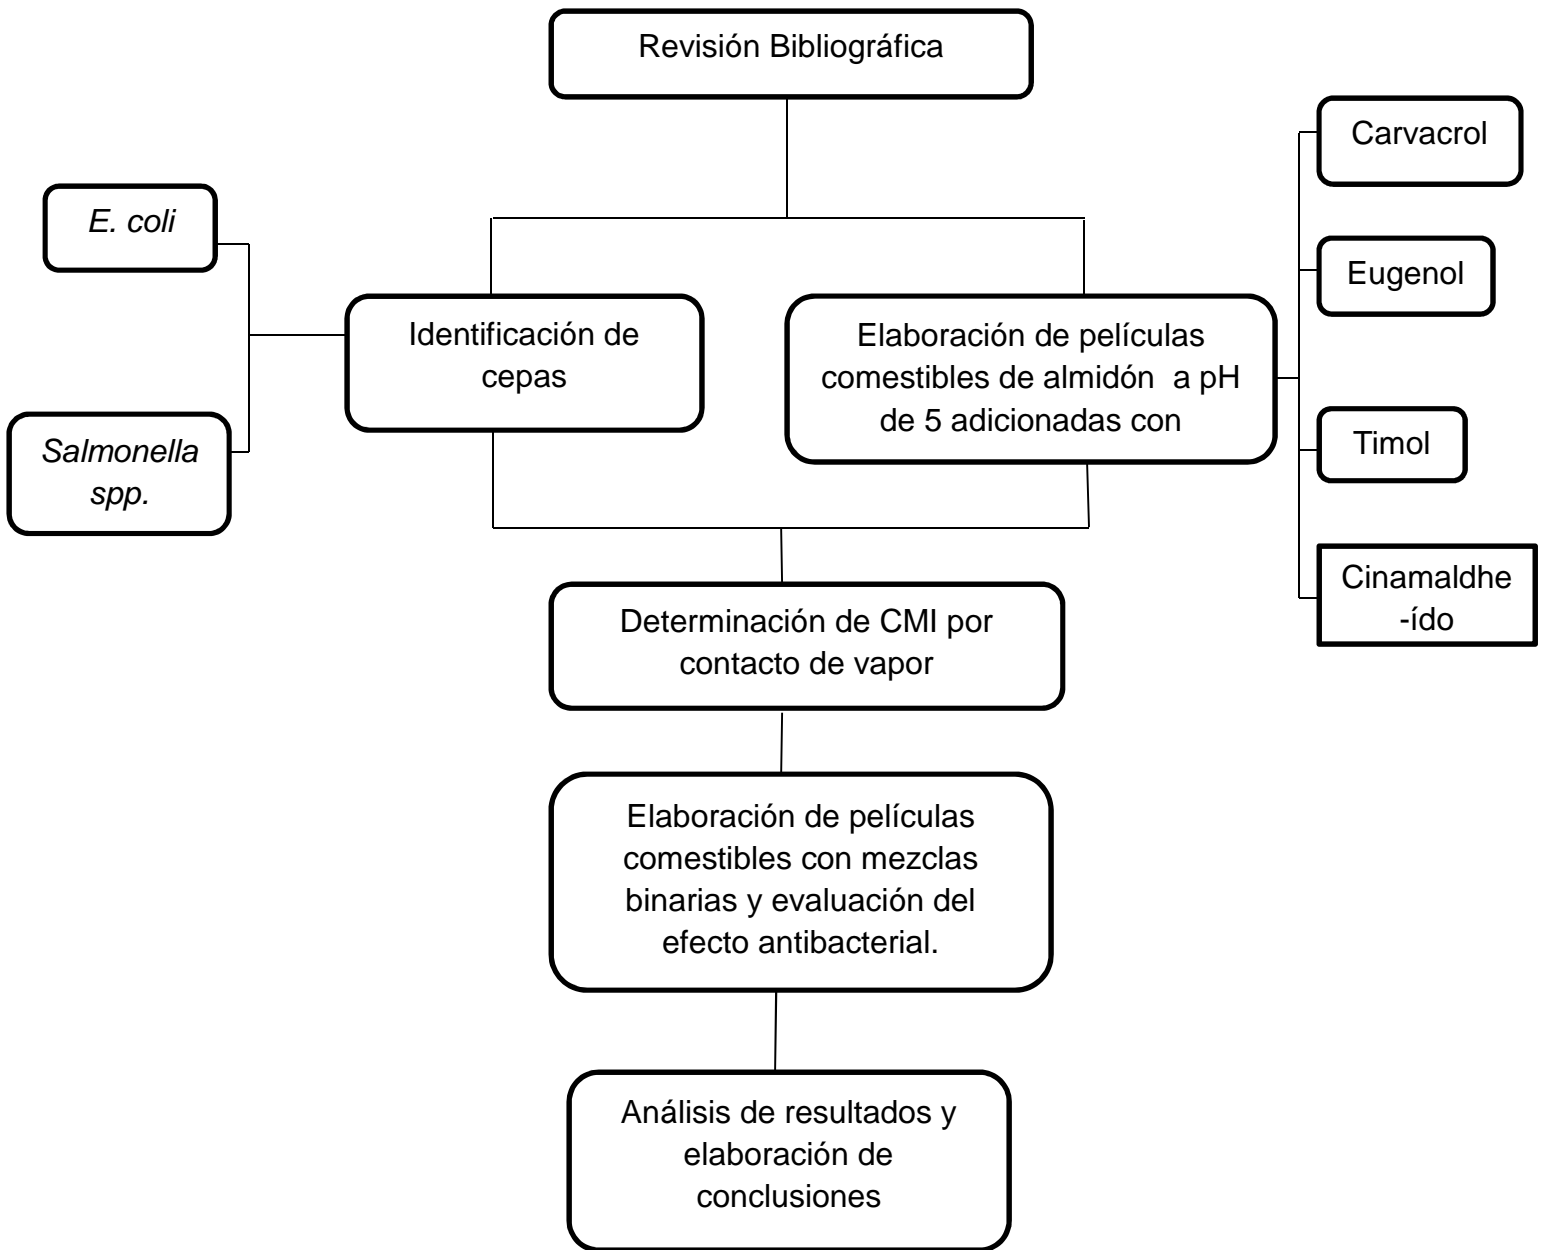 Revisión Bibliográfica
Carvacrol
E. coli
Eugenol
Identificación de
cepas
Elaboración de películas
comestibles de almidón a pH
de 5 adicionadas con
Salmonella
spp.
Timol
Cinamaldhe
-ído
Determinación de CMI por
contacto de vapor
Elaboración de películas
comestibles con mezclas
binarias y evaluación del
efecto antibacterial.
Análisis de resultados y
elaboración de
conclusiones